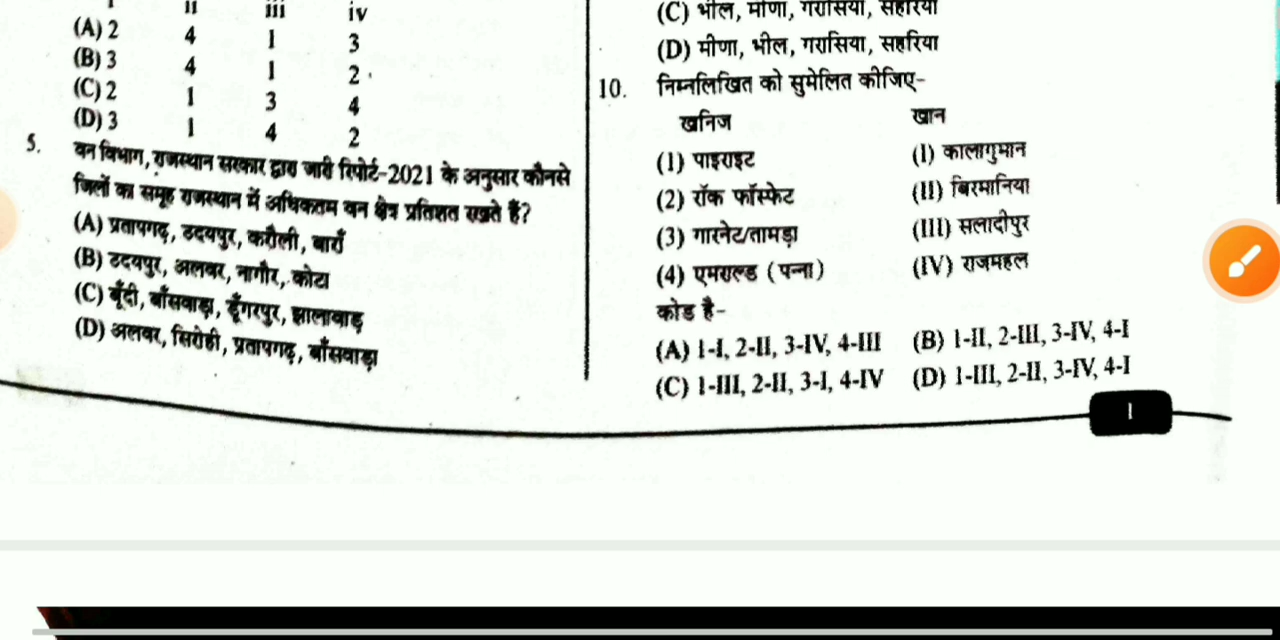 ii iii iv
(A) 2 4 1 3
(B) 3 4 1 2
(C) 2 1 3 4
(D) 3 1 4 2
5. वन विभाग, राजस्थान सरकार द्वारा जारी रिपोर्ट-2021 के अनुसार कौनसे
जिलों का समूह राजस्थान में अधिकतम वन क्षेत्र प्रतिशत रखते हैं?
(A) प्रतापगढ़, उदयपुर, करौली, बाराँ
(B) उदयपुर, अलवर, नागौर, कोटा
(C) बूँदी, बाँसवाड़ा, डूँगरपुर, झालावाड़
(D) अलवर, सिरोही, प्रतापगढ़, बाँसवाड़ा
(C) भील, मीणा, गरासिया, सहरिया
(D) मीणा, भील, गरासिया, सहरिया
10. निम्नलिखित को सुमेलित कीजिए-
खनिज खान
(1) पाइराइट (I) कालागुमान
(2) रॉक फॉस्फेट (II) बिरमानिया
(3) गारनेट/तामड़ा (III) सलादीपुर
(4) एमराल्ड (पन्ना) (IV) राजमहल
कोड है-
(A) 1-I, 2-II, 3-IV, 4-III (B) 1-II, 2-III, 3-IV, 4-I
(C) 1-III, 2-II, 3-I, 4-IV (D) 1-III, 2-II, 3-IV, 4-I
1